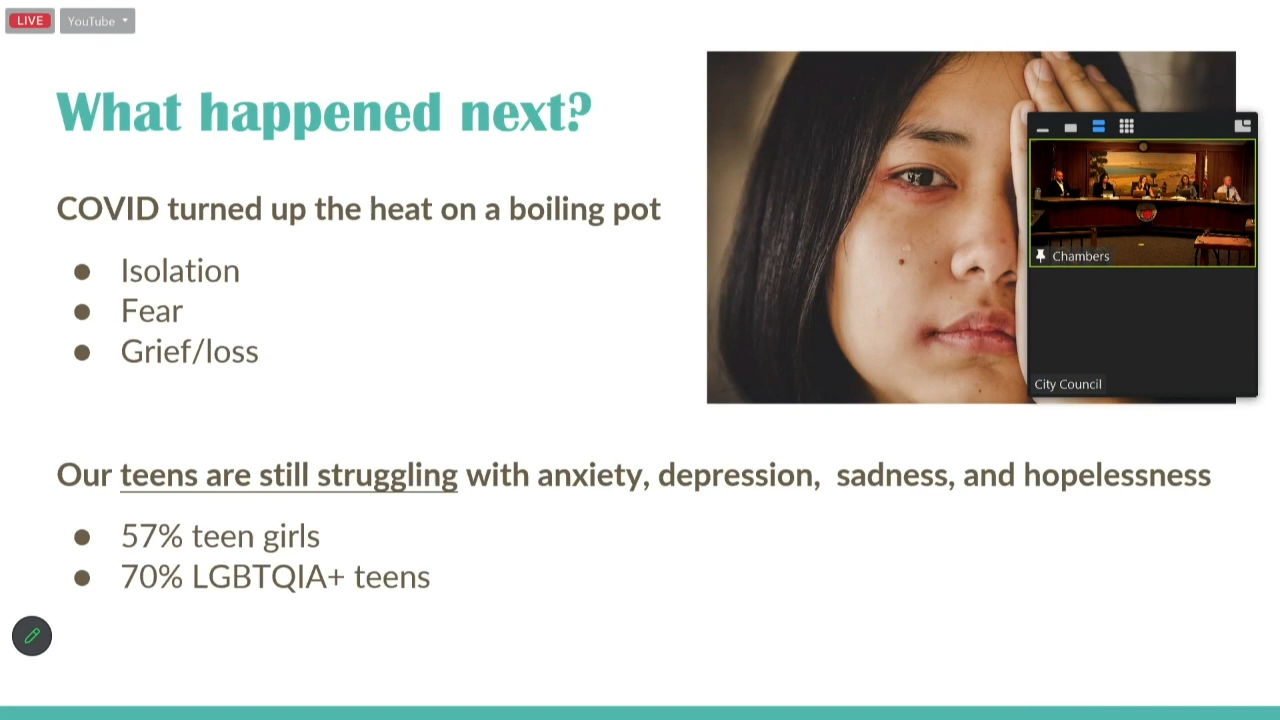 LIVE
YouTube
What happened next?
COVID turned up the heat on a boiling pot
● Isolation
● Fear
● Grief/loss
Chambers
City Council
Our teens are still struggling with anxiety, depression,  sadness, and hopelessness
● 57% teen girls
● 70% LGBTQIA+ teens